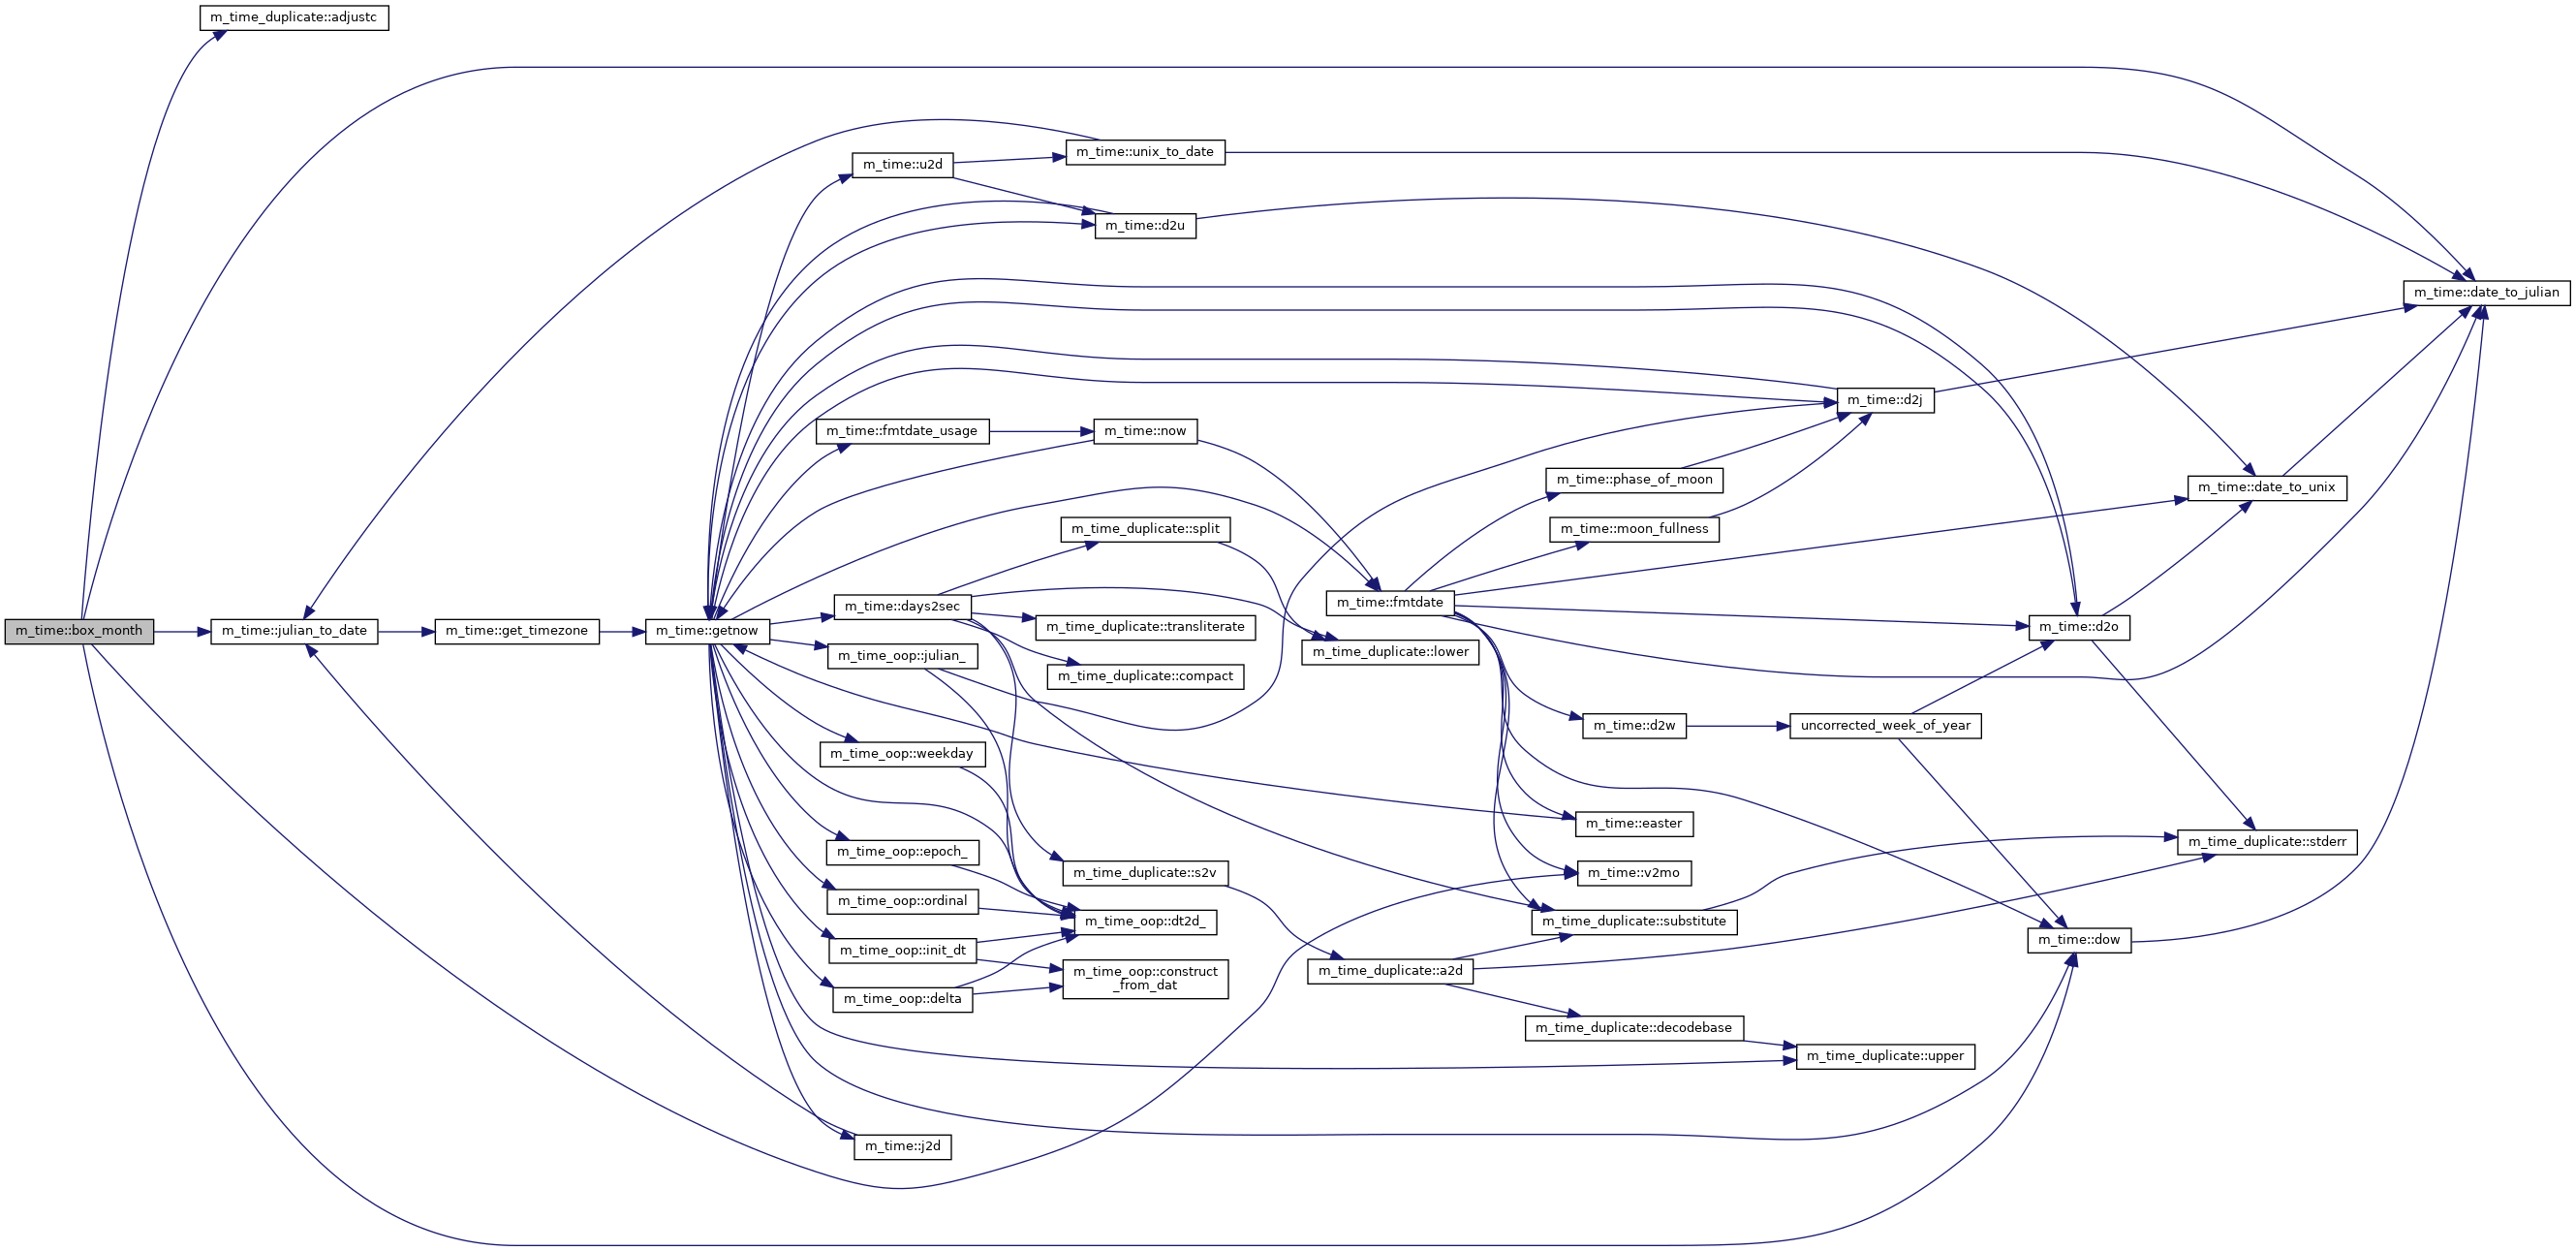 m_time_duplicate::adjustc
m_time::unix_to_date
m_time::u2d
m_time::d2u
m_time::date_to_julian
m_time::d2j
m_time::fmtdate_usage
m_time::now
m_time::phase_of_moon
m_time::date_to_unix
m_time_duplicate::split
m_time::moon_fullness
m_time::days2sec
m_time::fmtdate
m_time_duplicate::transliterate
m_time::d2o
m_time::box_month
m_time::julian_to_date
m_time::get_timezone
m_time::getnow
m_time_oop::julian_
m_time_duplicate::lower
m_time_duplicate::compact
m_time::d2w
uncorrected_week_of_year
m_time_oop::weekday
m_time::easter
m_time_duplicate::stderr
m_time_oop::epoch_
m_time_duplicate::s2v
m_time::v2mo
m_time_oop::ordinal
m_time_oop::dt2d_
m_time_duplicate::substitute
m_time::dow
m_time_oop::init_dt
m_time_duplicate::a2d
m_time_oop::construct
_from_dat
m_time_oop::delta
m_time_duplicate::decodebase
m_time_duplicate::upper
m_time::j2d